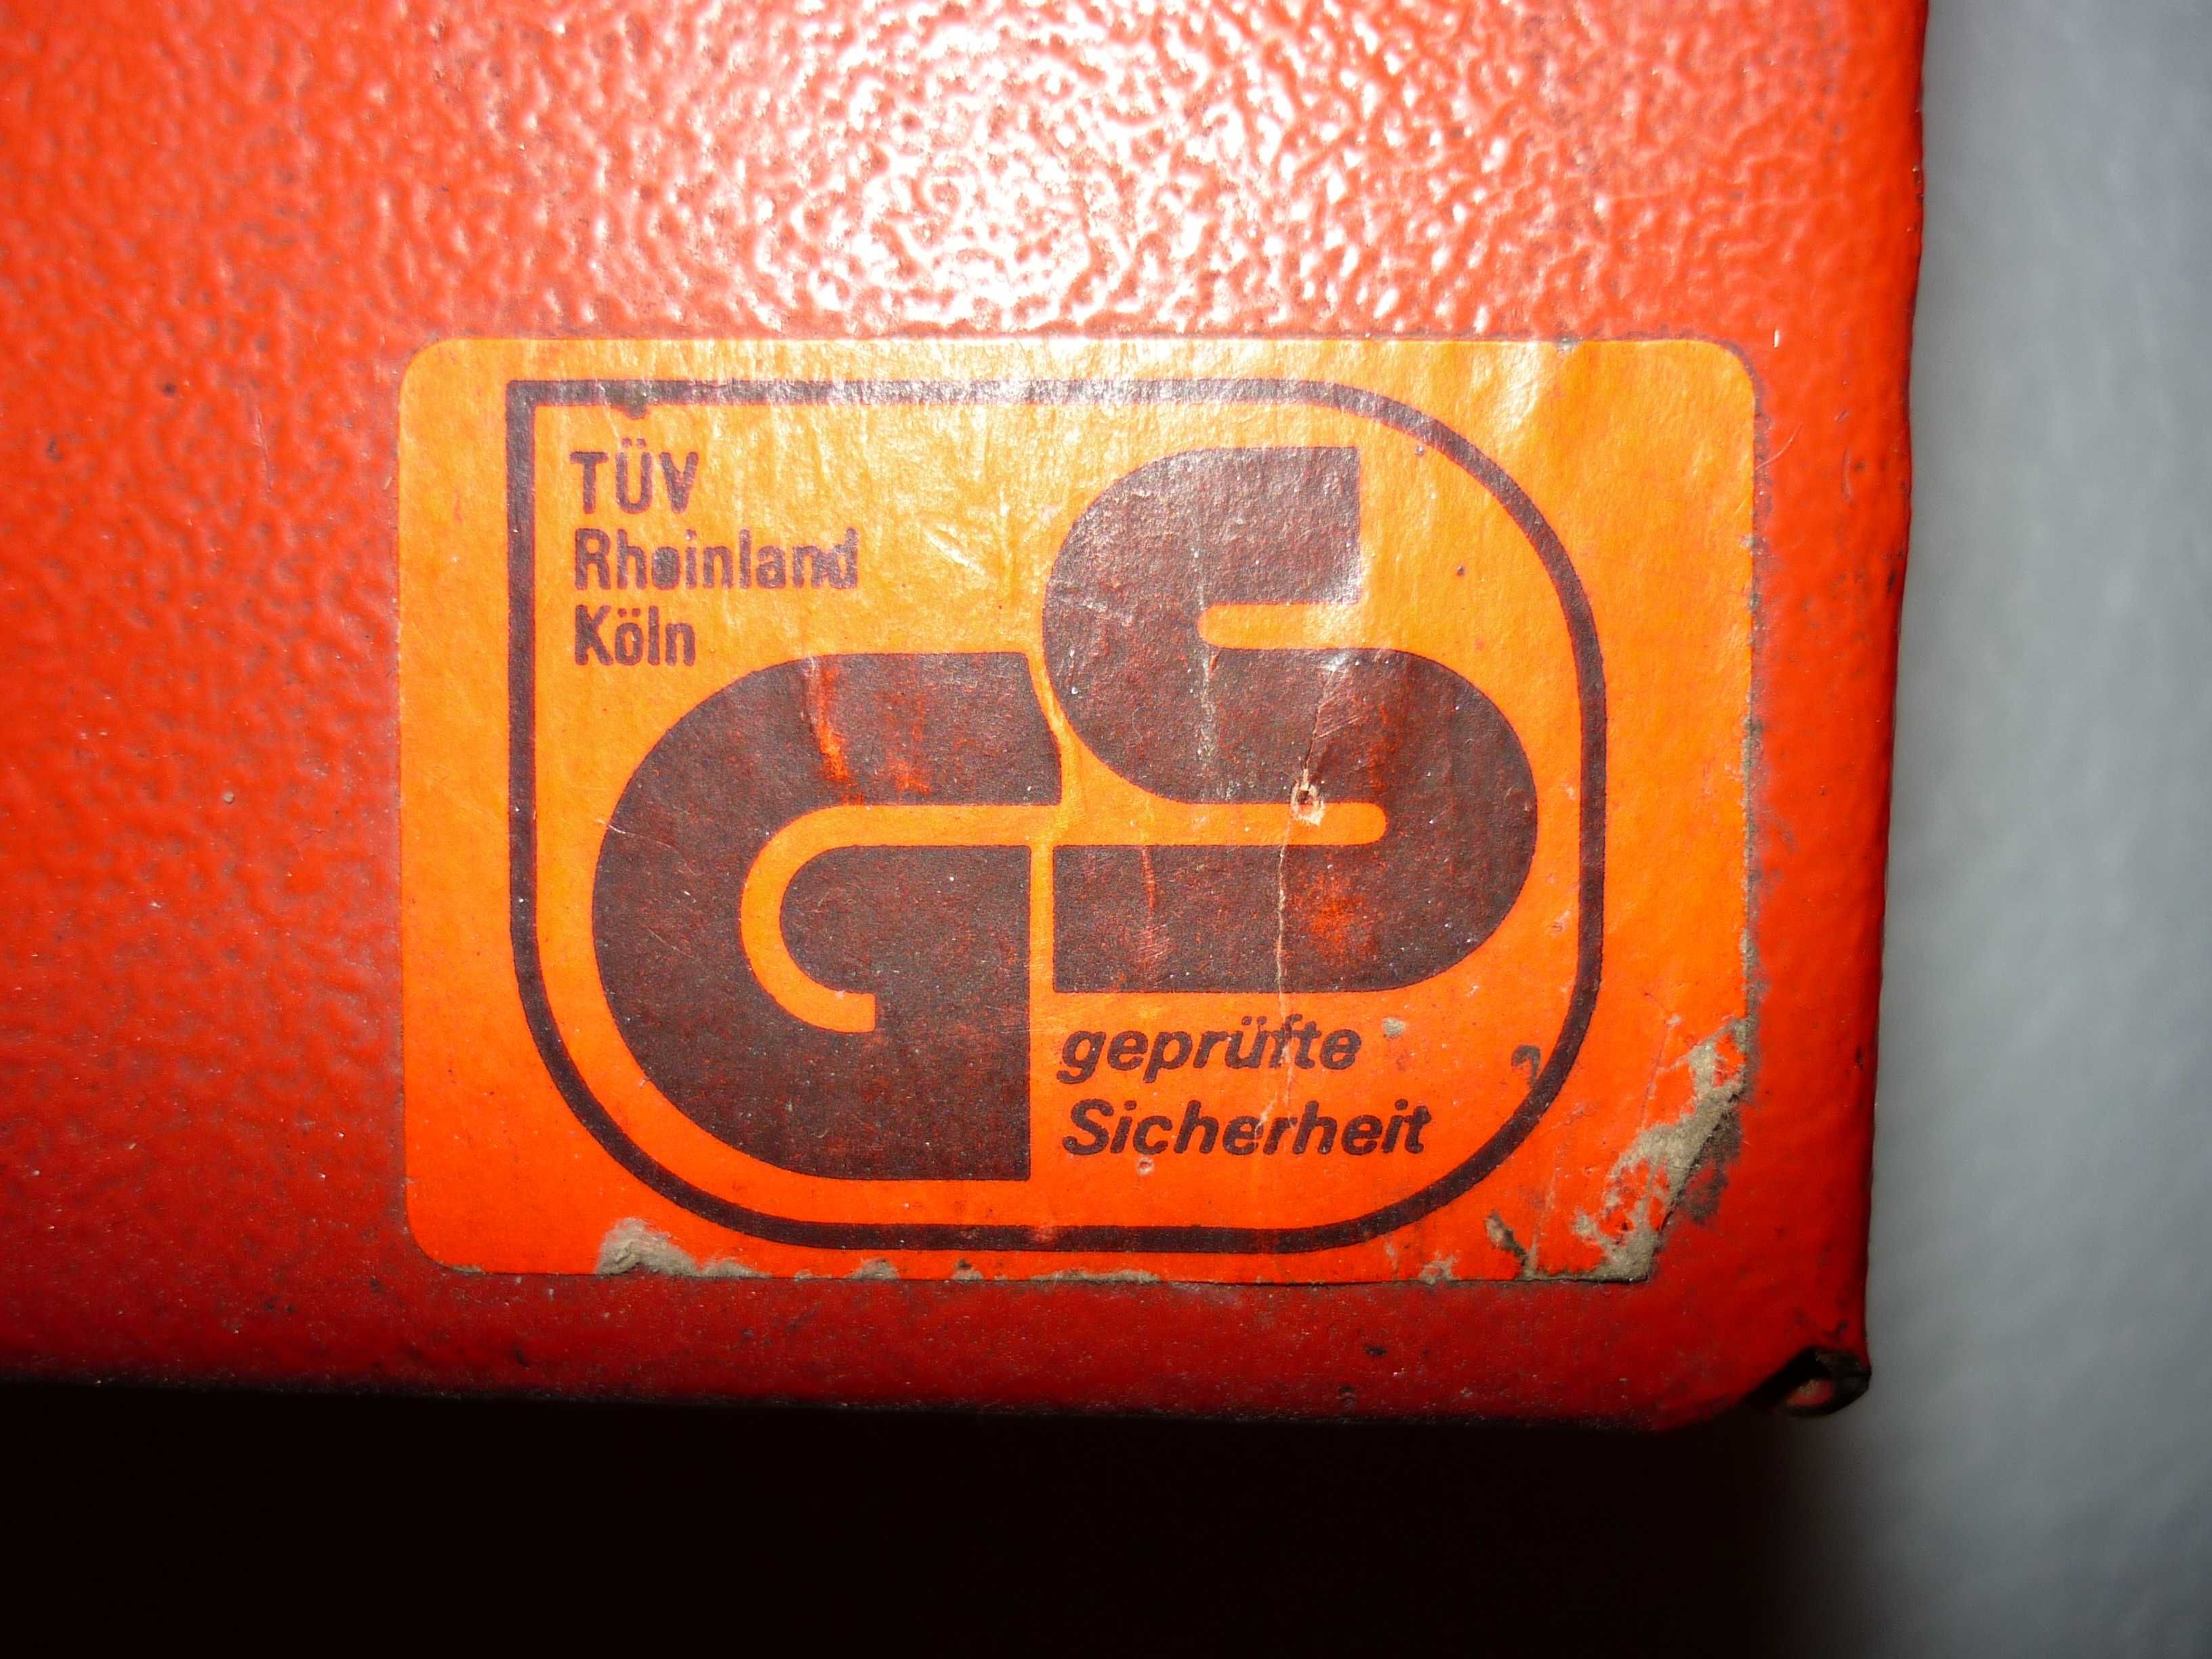 TÜV
Rheinland
Köln
GS
geprüfte
Sicherheit